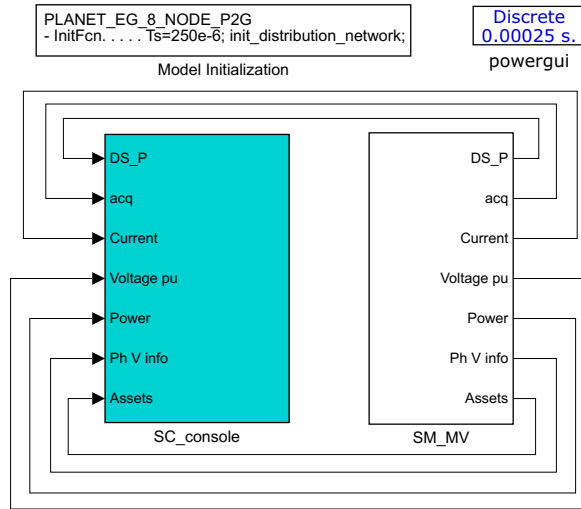 PLANET_EG_8_NODE_P2G
- InitFcn. . . . . Ts=250e-6; init_distribution_network;
Model Initialization
Discrete
0.00025 s.
powergui
DS_P
acq
Current
Voltage pu
Power
Ph V info
Assets
SC_console
DS_P
acq
Current
Voltage pu
Power
Ph V info
Assets
SM_MV